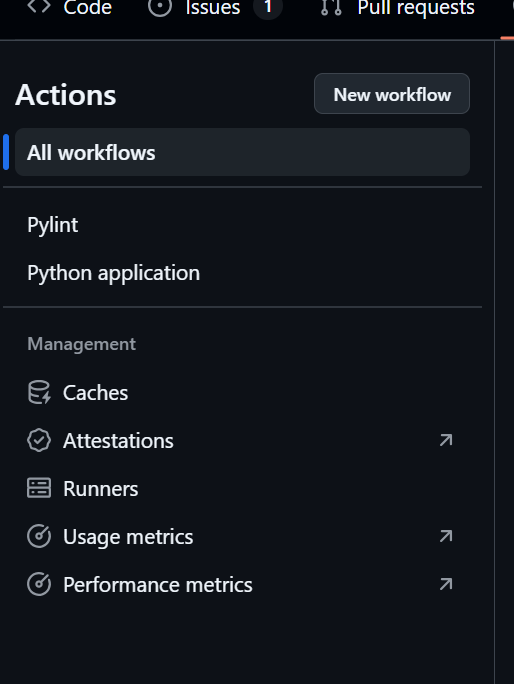 Code Issues 1 Pull requests
Actions
New workflow
All workflows
Pylint
Python application
Management
Caches
Attestations
Runners
Usage metrics
Performance metrics